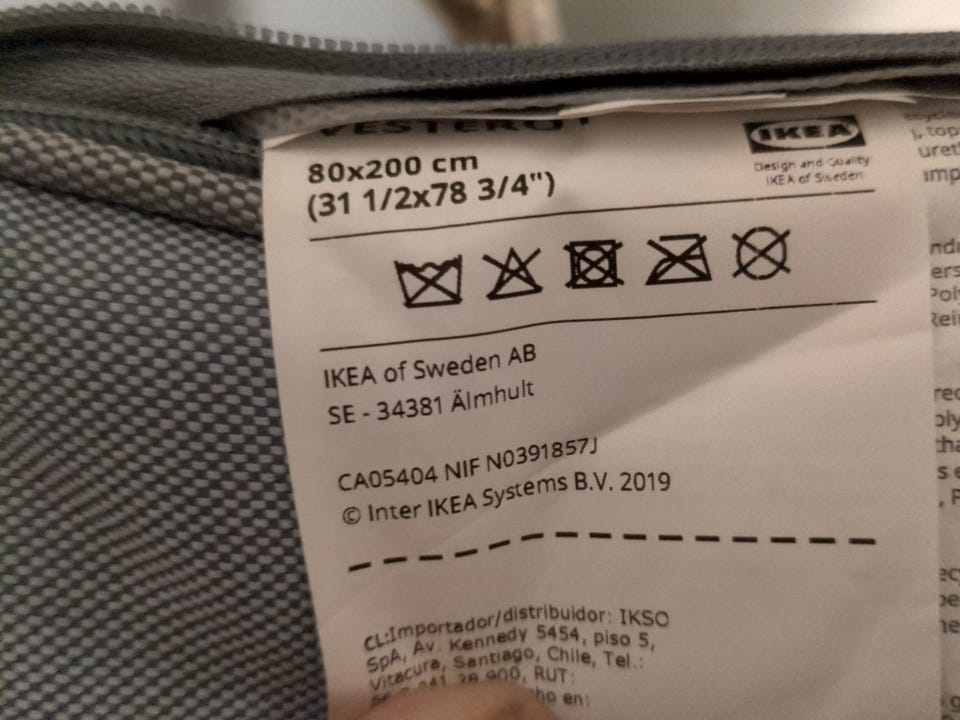 80x200 cm
(31 1/2x78 3/4")
IKEA
Design and Quality
IKEA of Sweden
IKEA of Sweden AB
SE - 34381 Älmhult
CA05404 NIF N0391857J
© Inter IKEA Systems B.V. 2019
CL:Importador/distribuidor: IKSO
SpA, Av. Kennedy 5454, piso 5,
Vitacura, Santiago, Chile, Tel.:
RUT:
en: